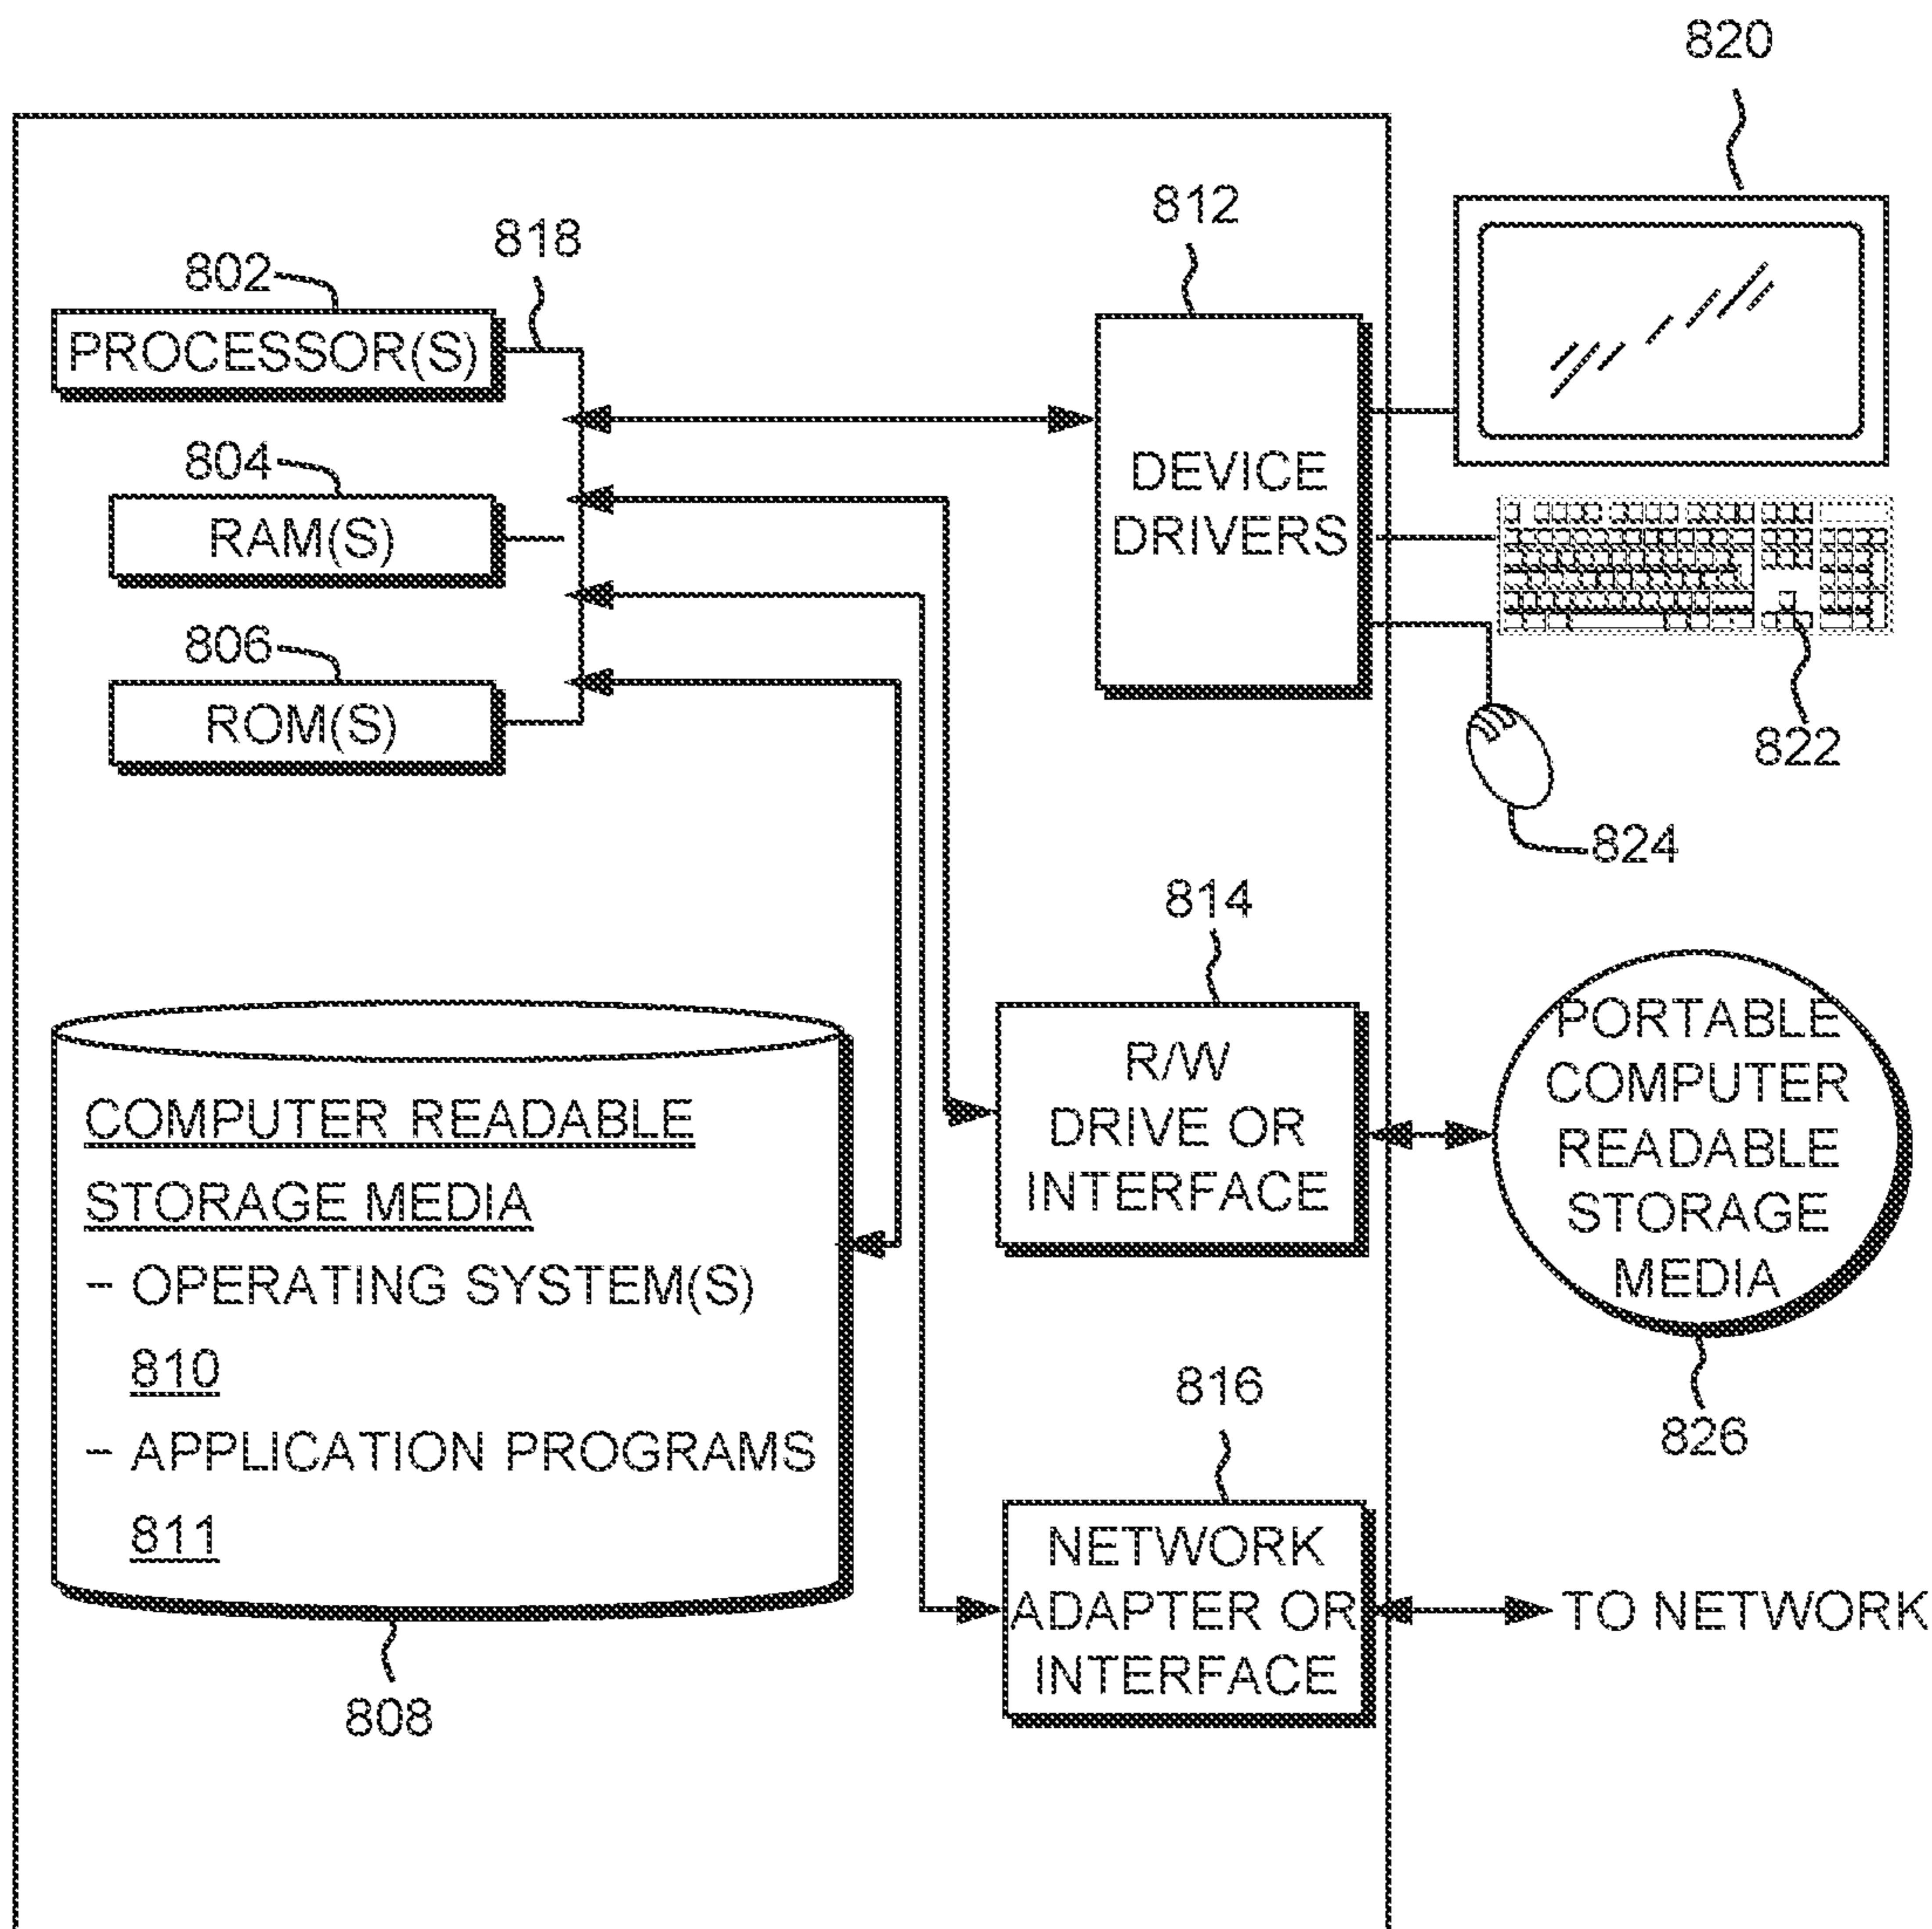 820
812
818
802
PROCESSOR(S)
804
RAM(S)
DEVICE
DRIVERS
806
ROM(S)
822
824
814
R/W
DRIVE OR
INTERFACE
PORTABLE
COMPUTER
READABLE
STORAGE
MEDIA
826
COMPUTER READABLE
STORAGE MEDIA
- OPERATING SYSTEM(S)
810
- APPLICATION PROGRAMS
811
808
816
NETWORK
ADAPTER OR
INTERFACE
TO NETWORK